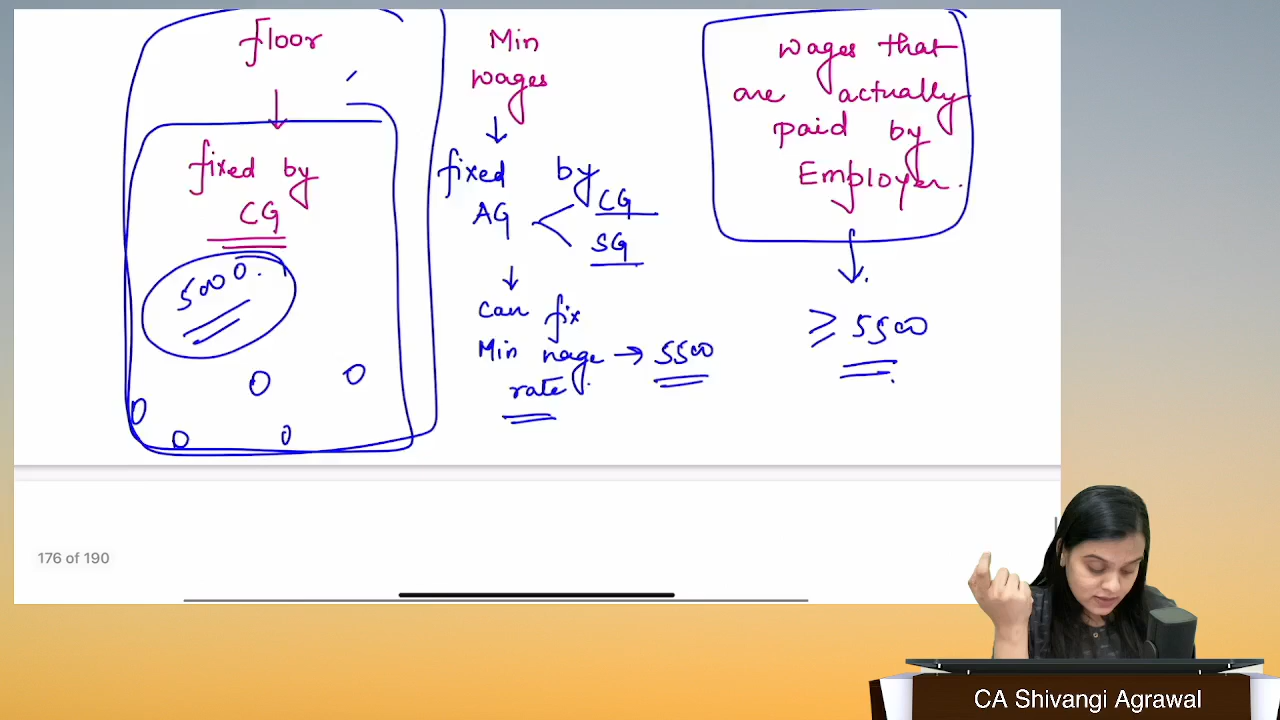 floor
fixed by
CG
5000.
Min
wages
fixed by
AG
CG
SG
can fix
Min wage → 5500
rate.
wages that
are actually
paid by
Employer.
≥ 5500
176 of 190
CA Shivangi Agrawal